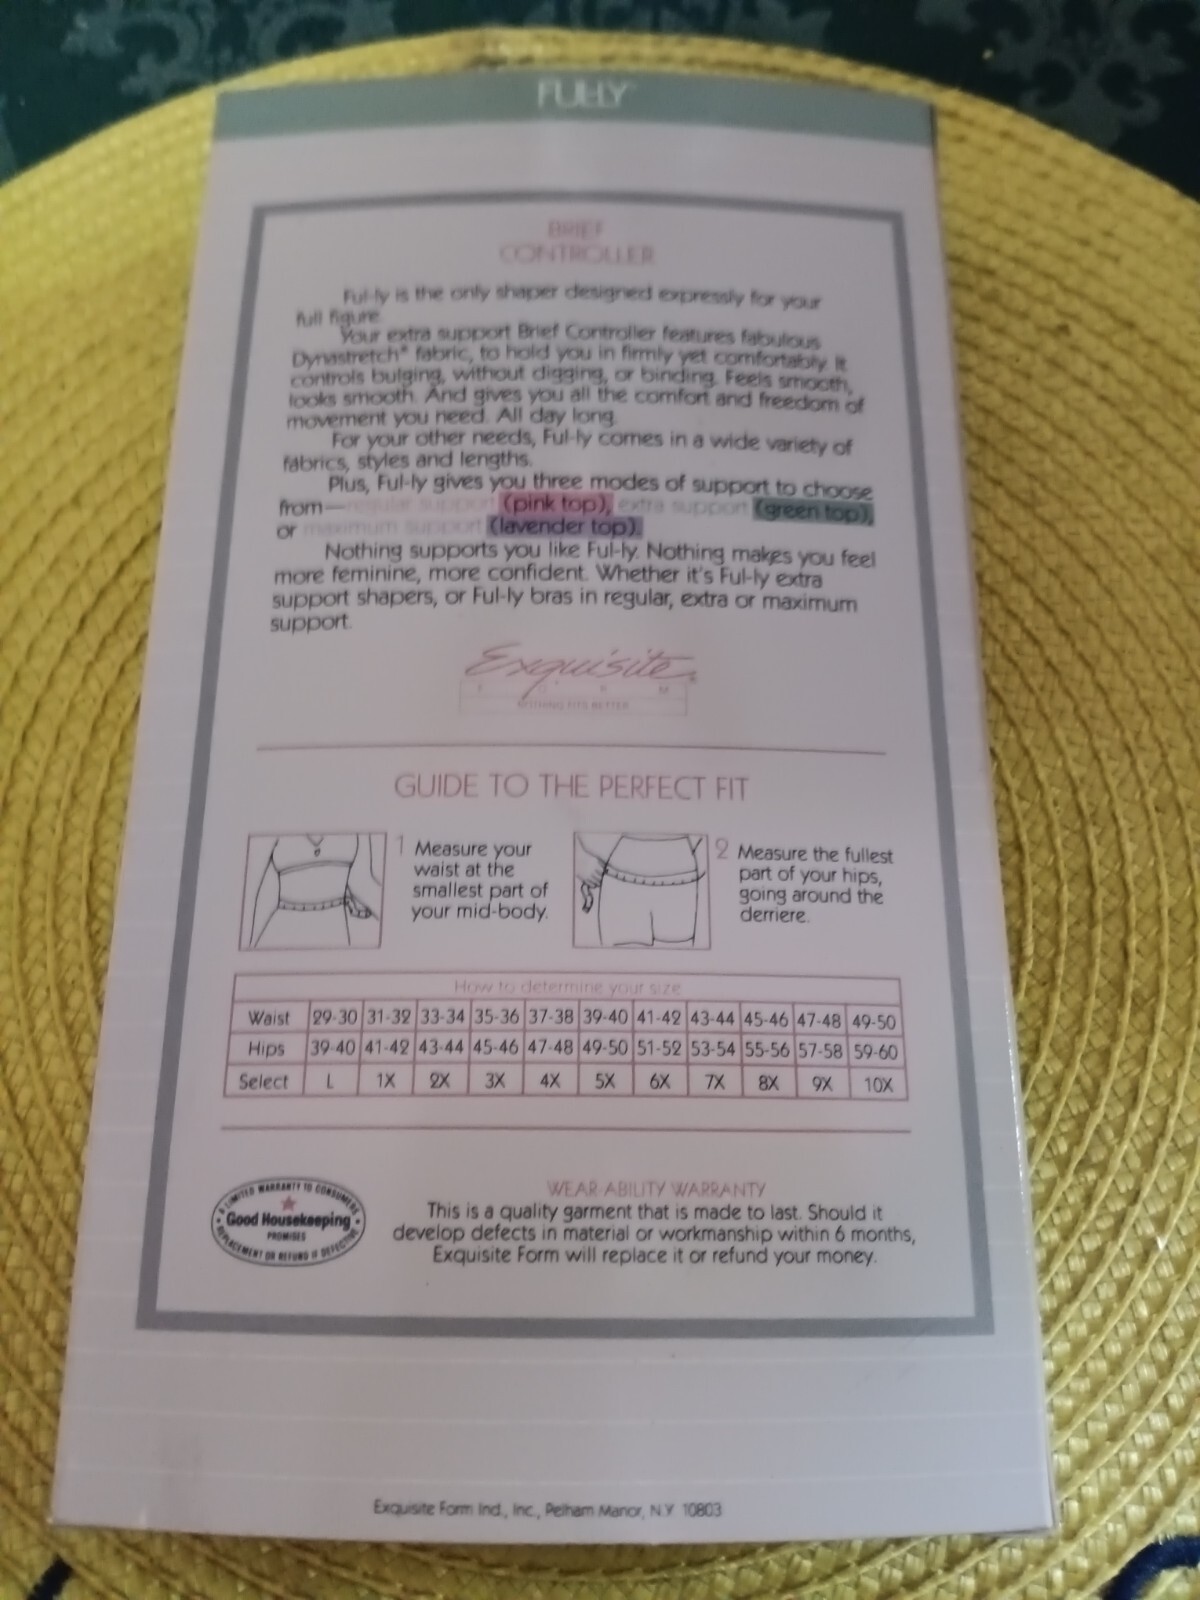 FUL-LY™
BRIEF
CONTROLLER
Ful-ly is the only shaper designed expressly for your
full figure.
Your extra support Brief Controller features fabulous
Dynastretch® fabric, to hold you in firmly yet comfortably. It
controls bulging, without digging, or binding. Feels smooth,
looks smooth. And gives you all the comfort and freedom of
movement you need. All day long.
For your other needs, Ful-ly comes in a wide variety of
fabrics, styles and lengths.
Plus, Ful-ly gives you three modes of support to choose
from—regular support (pink top), extra support (green top),
or maximum support (lavender top).
Nothing supports you like Ful-ly. Nothing makes you feel
more feminine, more confident. Whether it's Ful-ly extra
support shapers, or Ful-ly bras in regular, extra or maximum
support.
Exquisite®
F O R M
NOTHING FITS BETTER
GUIDE TO THE PERFECT FIT
1 Measure your
waist at the
smallest part of
your mid-body.
2 Measure the fullest
part of your hips,
going around the
derriere.
How to determine your size
Waist 29-30 31-32 33-34 35-36 37-38 39-40 41-42 43-44 45-46 47-48 49-50
Hips 39-40 41-42 43-44 45-46 47-48 49-50 51-52 53-54 55-56 57-58 59-60
Select L 1X 2X 3X 4X 5X 6X 7X 8X 9X 10X
A LIMITED WARRANTY TO CONSUMERS
Good Housekeeping
PROMISES
REPLACEMENT OR REFUND IF DEFECTIVE
WEAR-ABILITY WARRANTY
This is a quality garment that is made to last. Should it
develop defects in material or workmanship within 6 months,
Exquisite Form will replace it or refund your money.
Exquisite Form Ind., Inc., Pelham Manor, N.Y. 10803